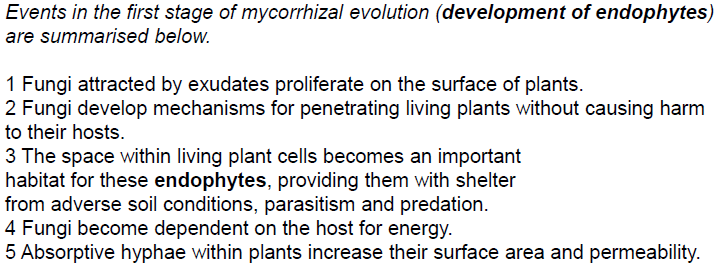 Events in the first stage of mycorrhizal evolution (development of endophytes)
are summarised below.
1 Fungi attracted by exudates proliferate on the surface of plants.
2 Fungi develop mechanisms for penetrating living plants without causing harm
to their hosts.
3 The space within living plant cells becomes an important
habitat for these endophytes, providing them with shelter
from adverse soil conditions, parasitism and predation.
4 Fungi become dependent on the host for energy.
5 Absorptive hyphae within plants increase their surface area and permeability.